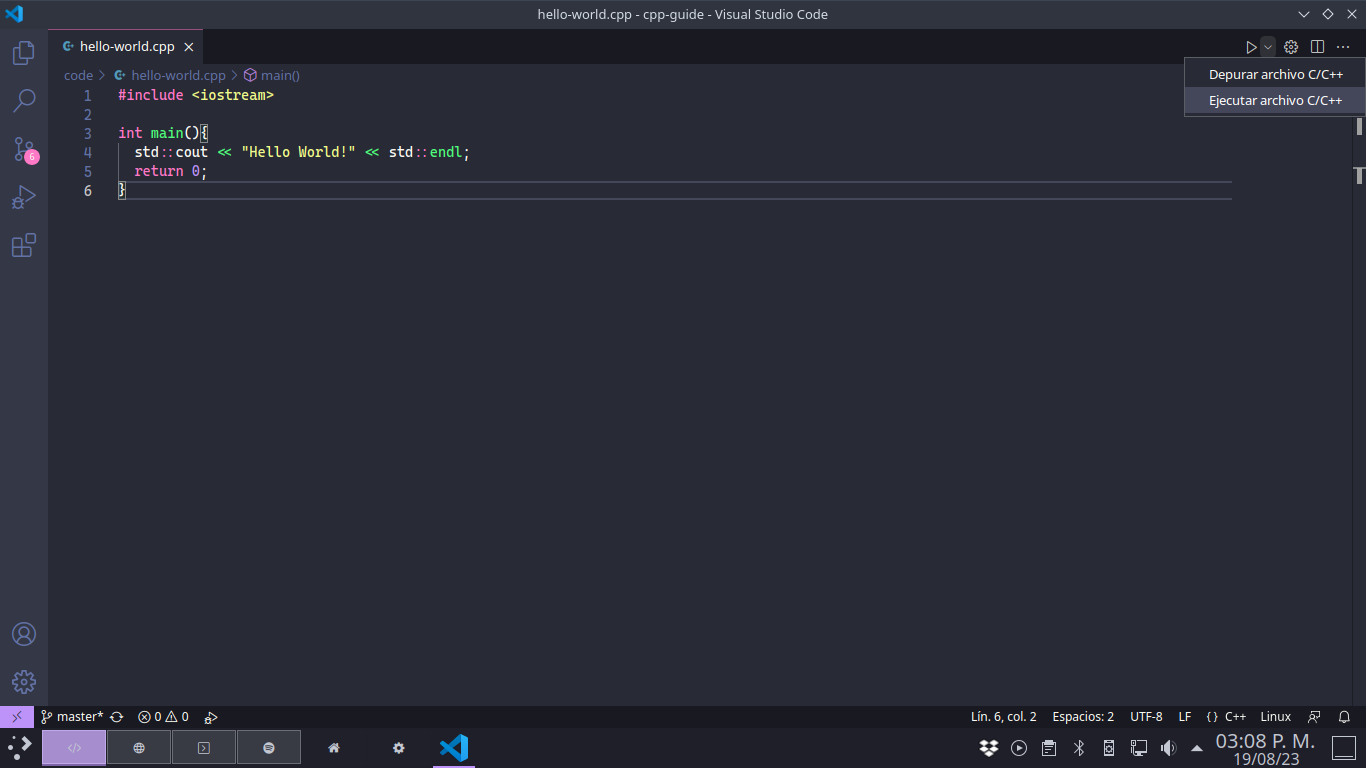 hello-world.cpp - cpp-guide - Visual Studio Code
hello-world.cpp
code > hello-world.cpp > main()
Depurar archivo C/C++
Ejecutar archivo C/C++
1 #include <iostream>
2
3 int main(){
4 std::cout << "Hello World!" << std::endl;
5 return 0;
6 }
6
master* 0 0 Lín. 6, col. 2 Espacios: 2 UTF-8 LF {} C++ Linux
03:08 P. M.
19/08/23